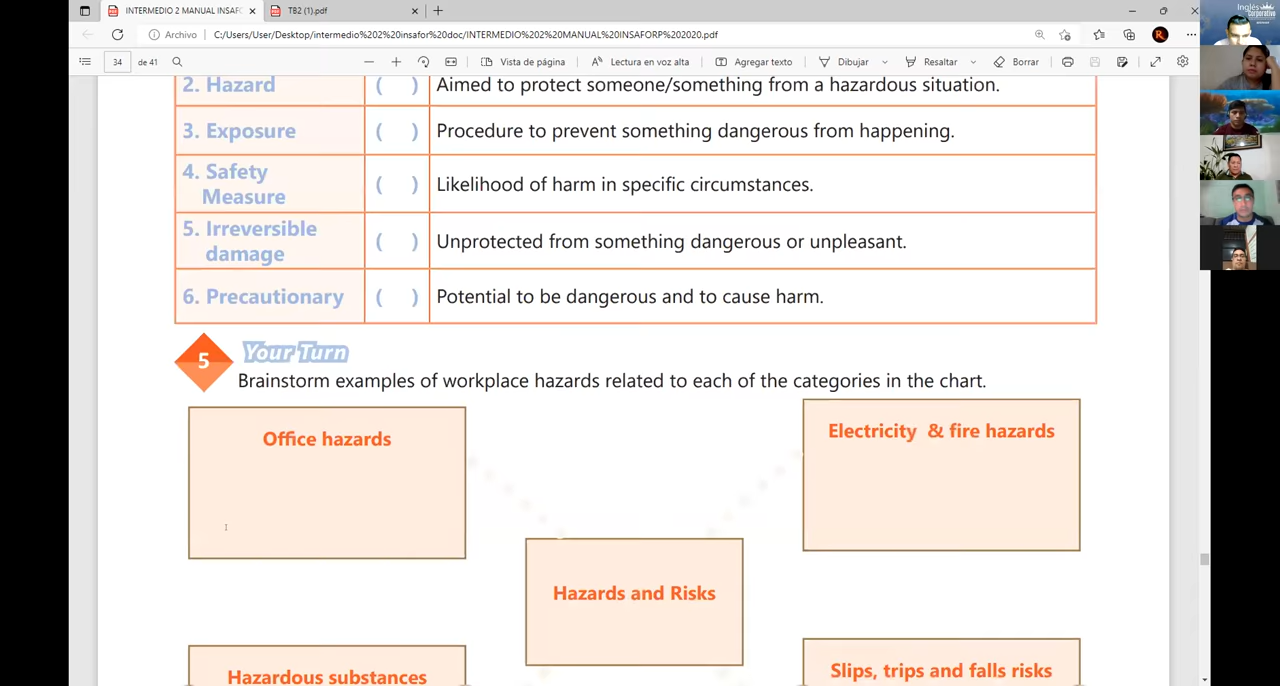 INTERMEDIO 2 MANUAL INSAFOR
TB2 (1).pdf
Archivo
C:/Users/User/Desktop/intermedio%202%20insafor%20doc/INTERMEDIO%202%20MANUAL%20INSAFORP%202020.pdf
34 de 41
Vista de página
Lectura en voz alta
Agregar texto
Dibujar
Resaltar
Borrar
Inglés
Corporativo
2. Hazard ( ) Aimed to protect someone/something from a hazardous situation.
3. Exposure ( ) Procedure to prevent something dangerous from happening.
4. Safety
Measure ( ) Likelihood of harm in specific circumstances.
5. Irreversible
damage ( ) Unprotected from something dangerous or unpleasant.
6. Precautionary ( ) Potential to be dangerous and to cause harm.
5 Your Turn
Brainstorm examples of workplace hazards related to each of the categories in the chart.
Office hazards
Electricity & fire hazards
Hazards and Risks
Hazardous substances
Slips, trips and falls risks